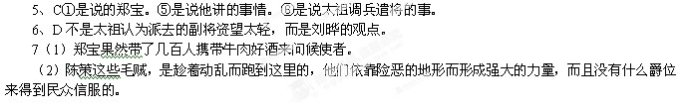 5、C①是说的郑宝。⑤是说他讲的事情。⑥是说太祖调兵遣将的事。
6、D 不是太祖认为派去的副将资望太轻，而是刘晔的观点。
7（1）郑宝果然带了几百人携带牛肉好酒来问候使者。
（2）陈策这些毛贼，是趁着动乱而跑到这里的，他们依靠险恶的地形而形成强大的力量，而且没有什么爵位
来得到民众信服的。